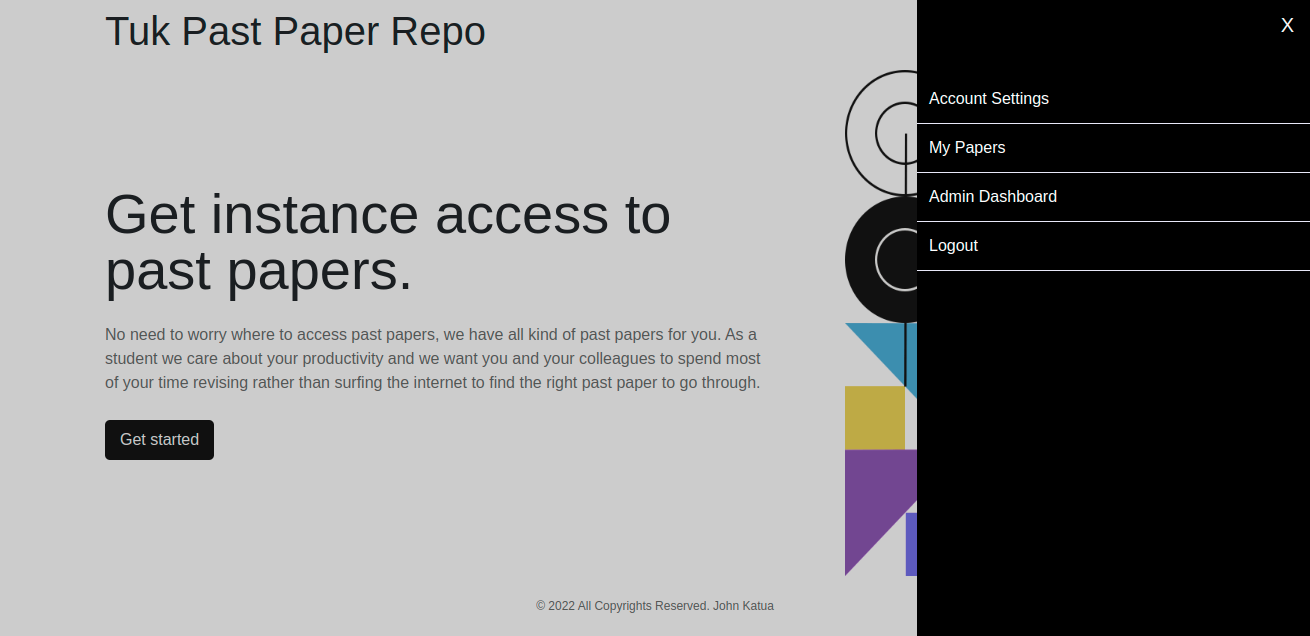 Tuk Past Paper Repo
X
Account Settings
My Papers
Admin Dashboard
Logout
Get instance access to
past papers.
No need to worry where to access past papers, we have all kind of past papers for you. As a
student we care about your productivity and we want you and your colleagues to spend most
of your time revising rather than surfing the internet to find the right past paper to go through.
Get started
© 2022 All Copyrights Reserved. John Katua